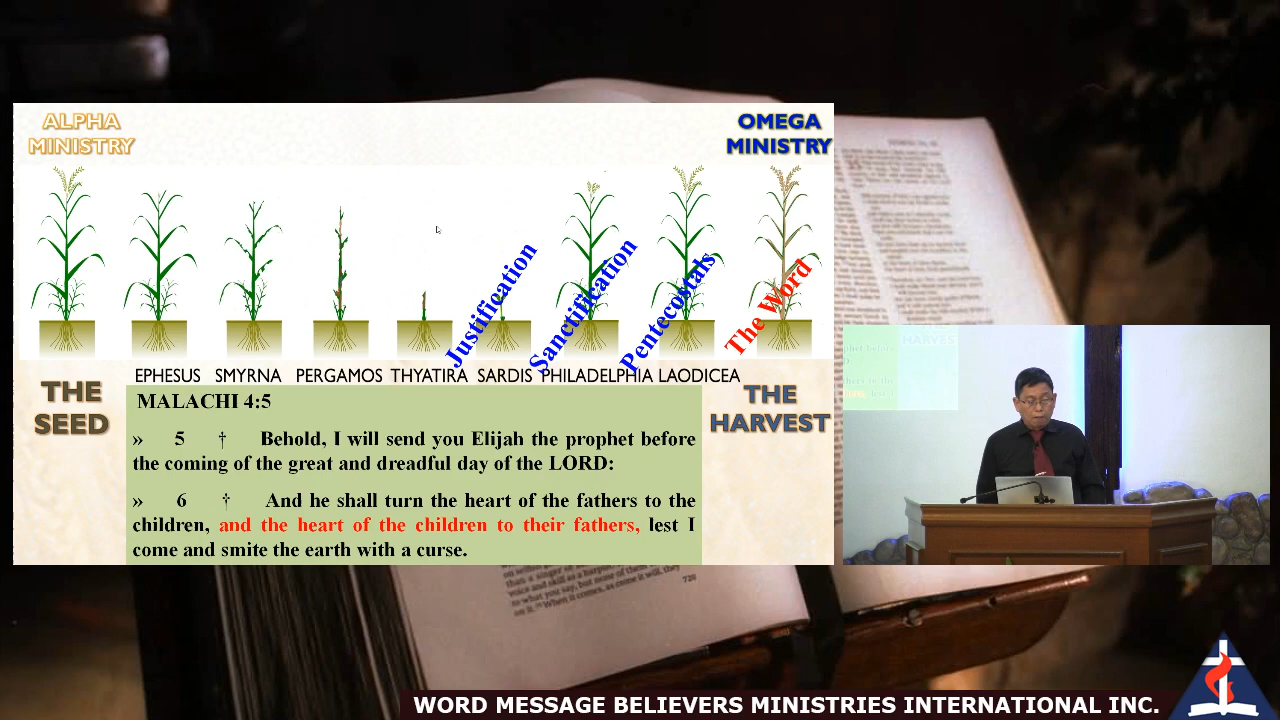 ALPHA
MINISTRY
OMEGA
MINISTRY
Justification
Sanctification
Pentecostals
The Word
EPHESUS SMYRNA PERGAMOS THYATIRA SARDIS PHILADELPHIA LAODICEA
THE
SEED
THE
HARVEST
MALACHI 4:5
» 5 † Behold, I will send you Elijah the prophet before
the coming of the great and dreadful day of the LORD:
» 6 † And he shall turn the heart of the fathers to the
children, and the heart of the children to their fathers, lest I
come and smite the earth with a curse.
HARVES
720
WORD MESSAGE BELIEVERS MINISTRIES INTERNATIONAL INC.